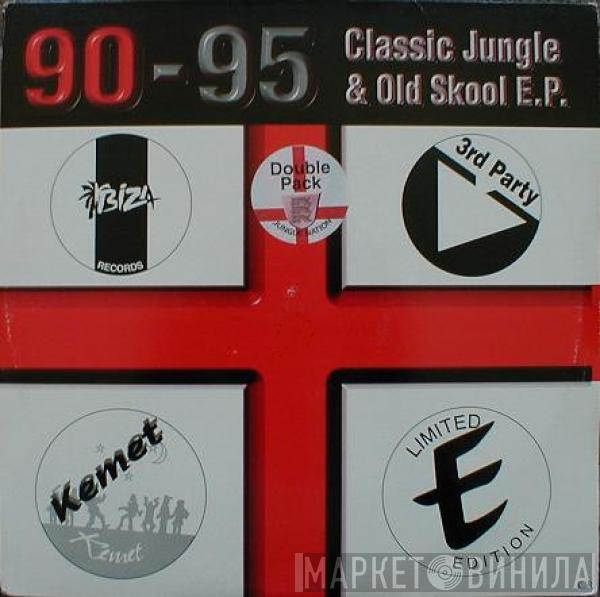 90-95
Classic Jungle
& Old Skool E.P.
IBIZA
RECORDS
Double
Pack
JUNGLE NATION
3rd Party
Kemet
Kemet
LIMITED
E
EDITION
МАРКЕТ ВИНИЛА